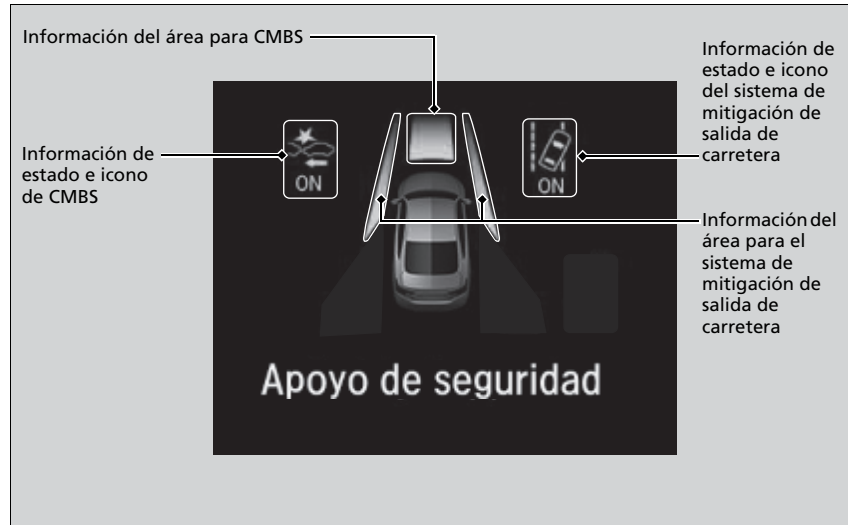 Información del área para CMBS
Información de
estado e icono
del sistema de
mitigación de
salida de
carretera
Información de
estado e icono
de CMBS
ON
ON
Información del
área para el
sistema de
mitigación de
salida de
carretera
Apoyo de seguridad